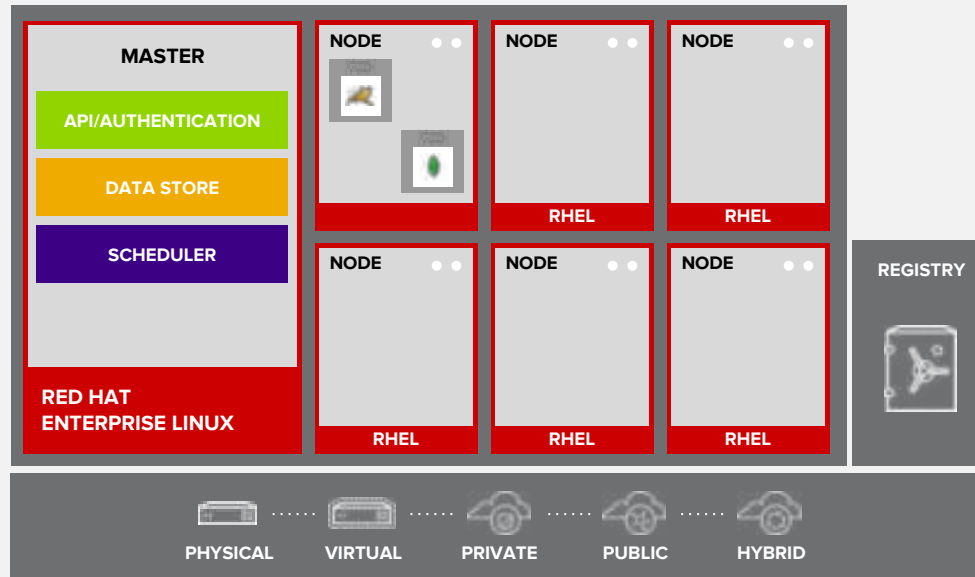 MASTER
API/AUTHENTICATION
DATA STORE
SCHEDULER
RED HAT
ENTERPRISE LINUX
NODE
NODE
NODE
RHEL
RHEL
NODE
NODE
NODE
RHEL
RHEL
RHEL
REGISTRY
PHYSICAL
VIRTUAL
PRIVATE
PUBLIC
HYBRID